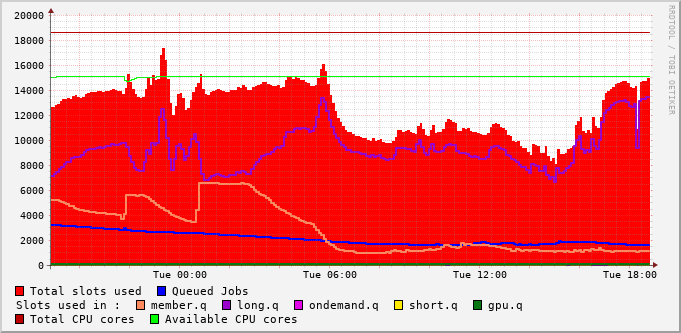 20000
18000
16000
14000
12000
10000
8000
6000
4000
2000
0
Tue 00:00 Tue 06:00 Tue 12:00 Tue 18:00
RRDTOOL / TOBI OETIKER
Total slots used Queued Jobs
Slots used in : member.q long.q ondemand.q short.q gpu.q
Total CPU cores Available CPU cores